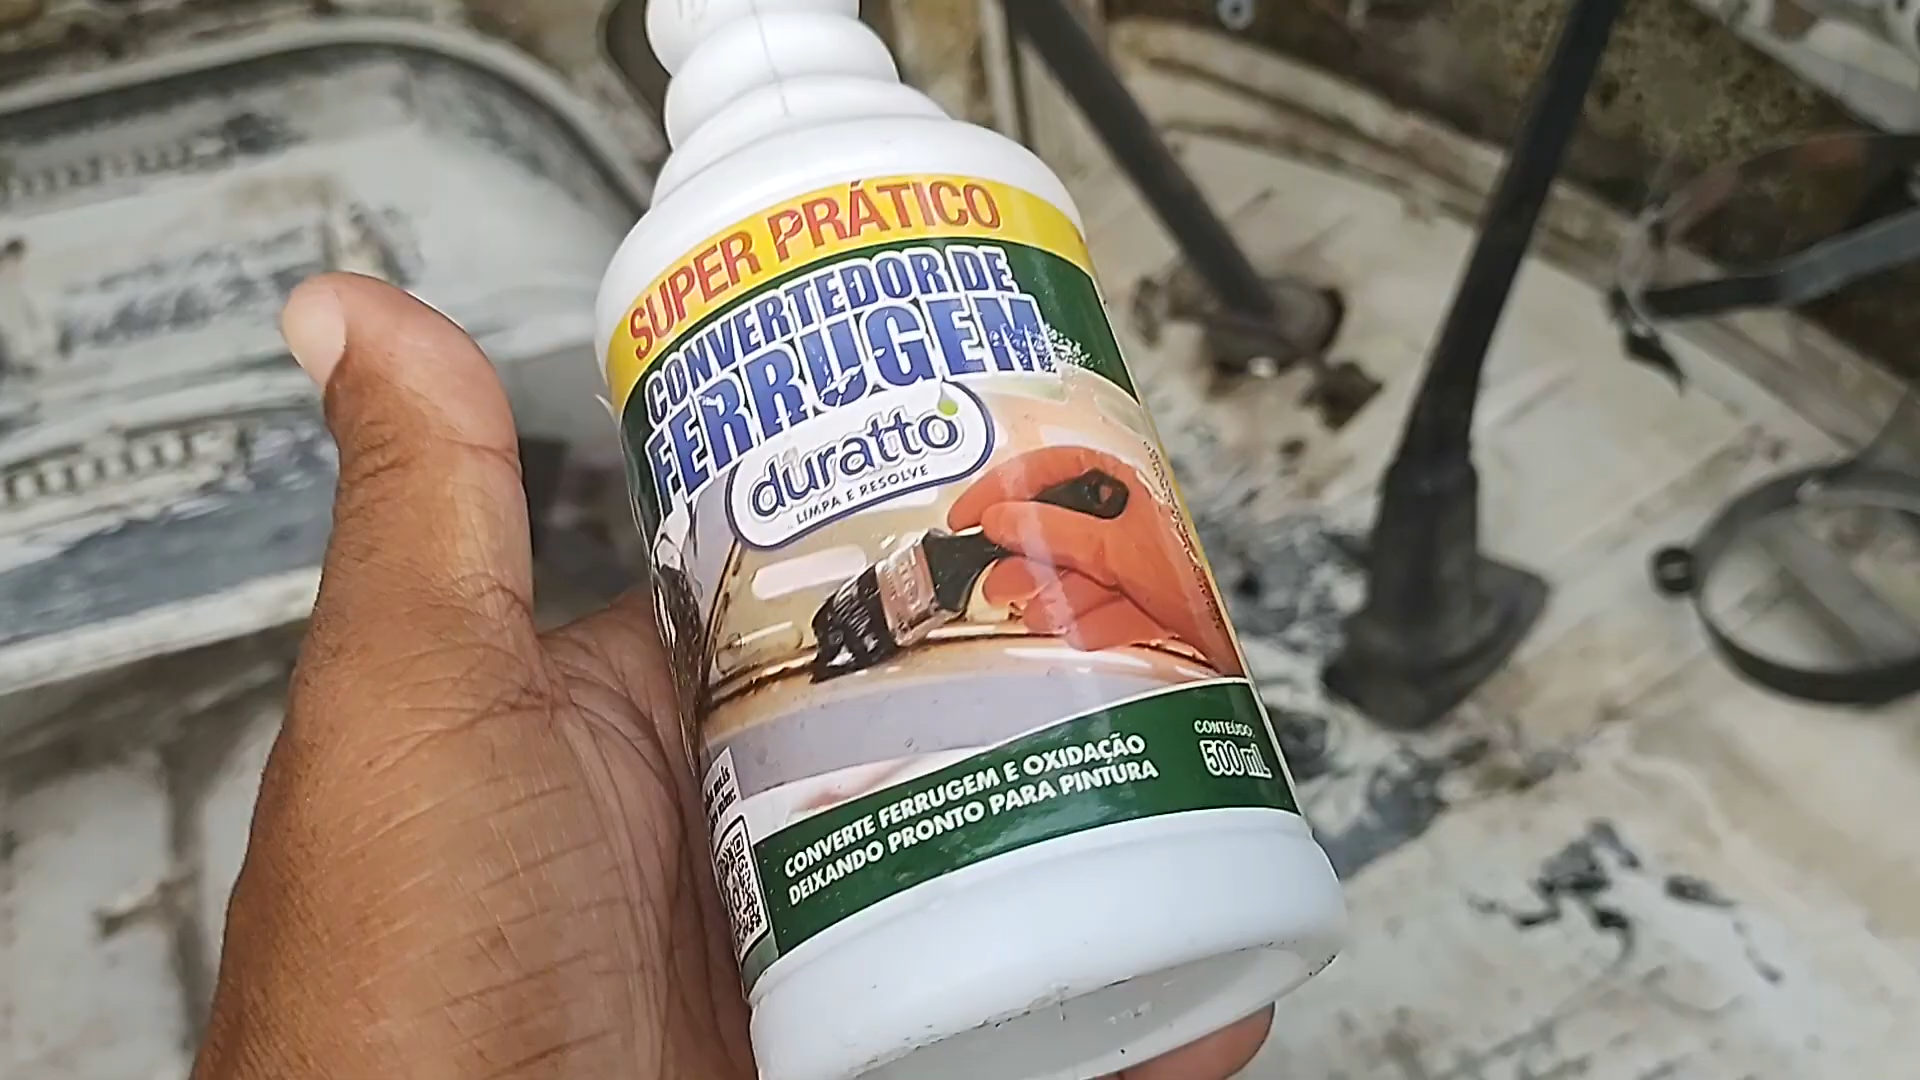 SUPER PRÁTICO
CONVERTEDOR DE
FERRUGEM
duratto
LIMPA E RESOLVE
CONVERTE FERRUGEM E OXIDAÇÃO
DEIXANDO PRONTO PARA PINTURA
CONTEÚDO:
500 mL